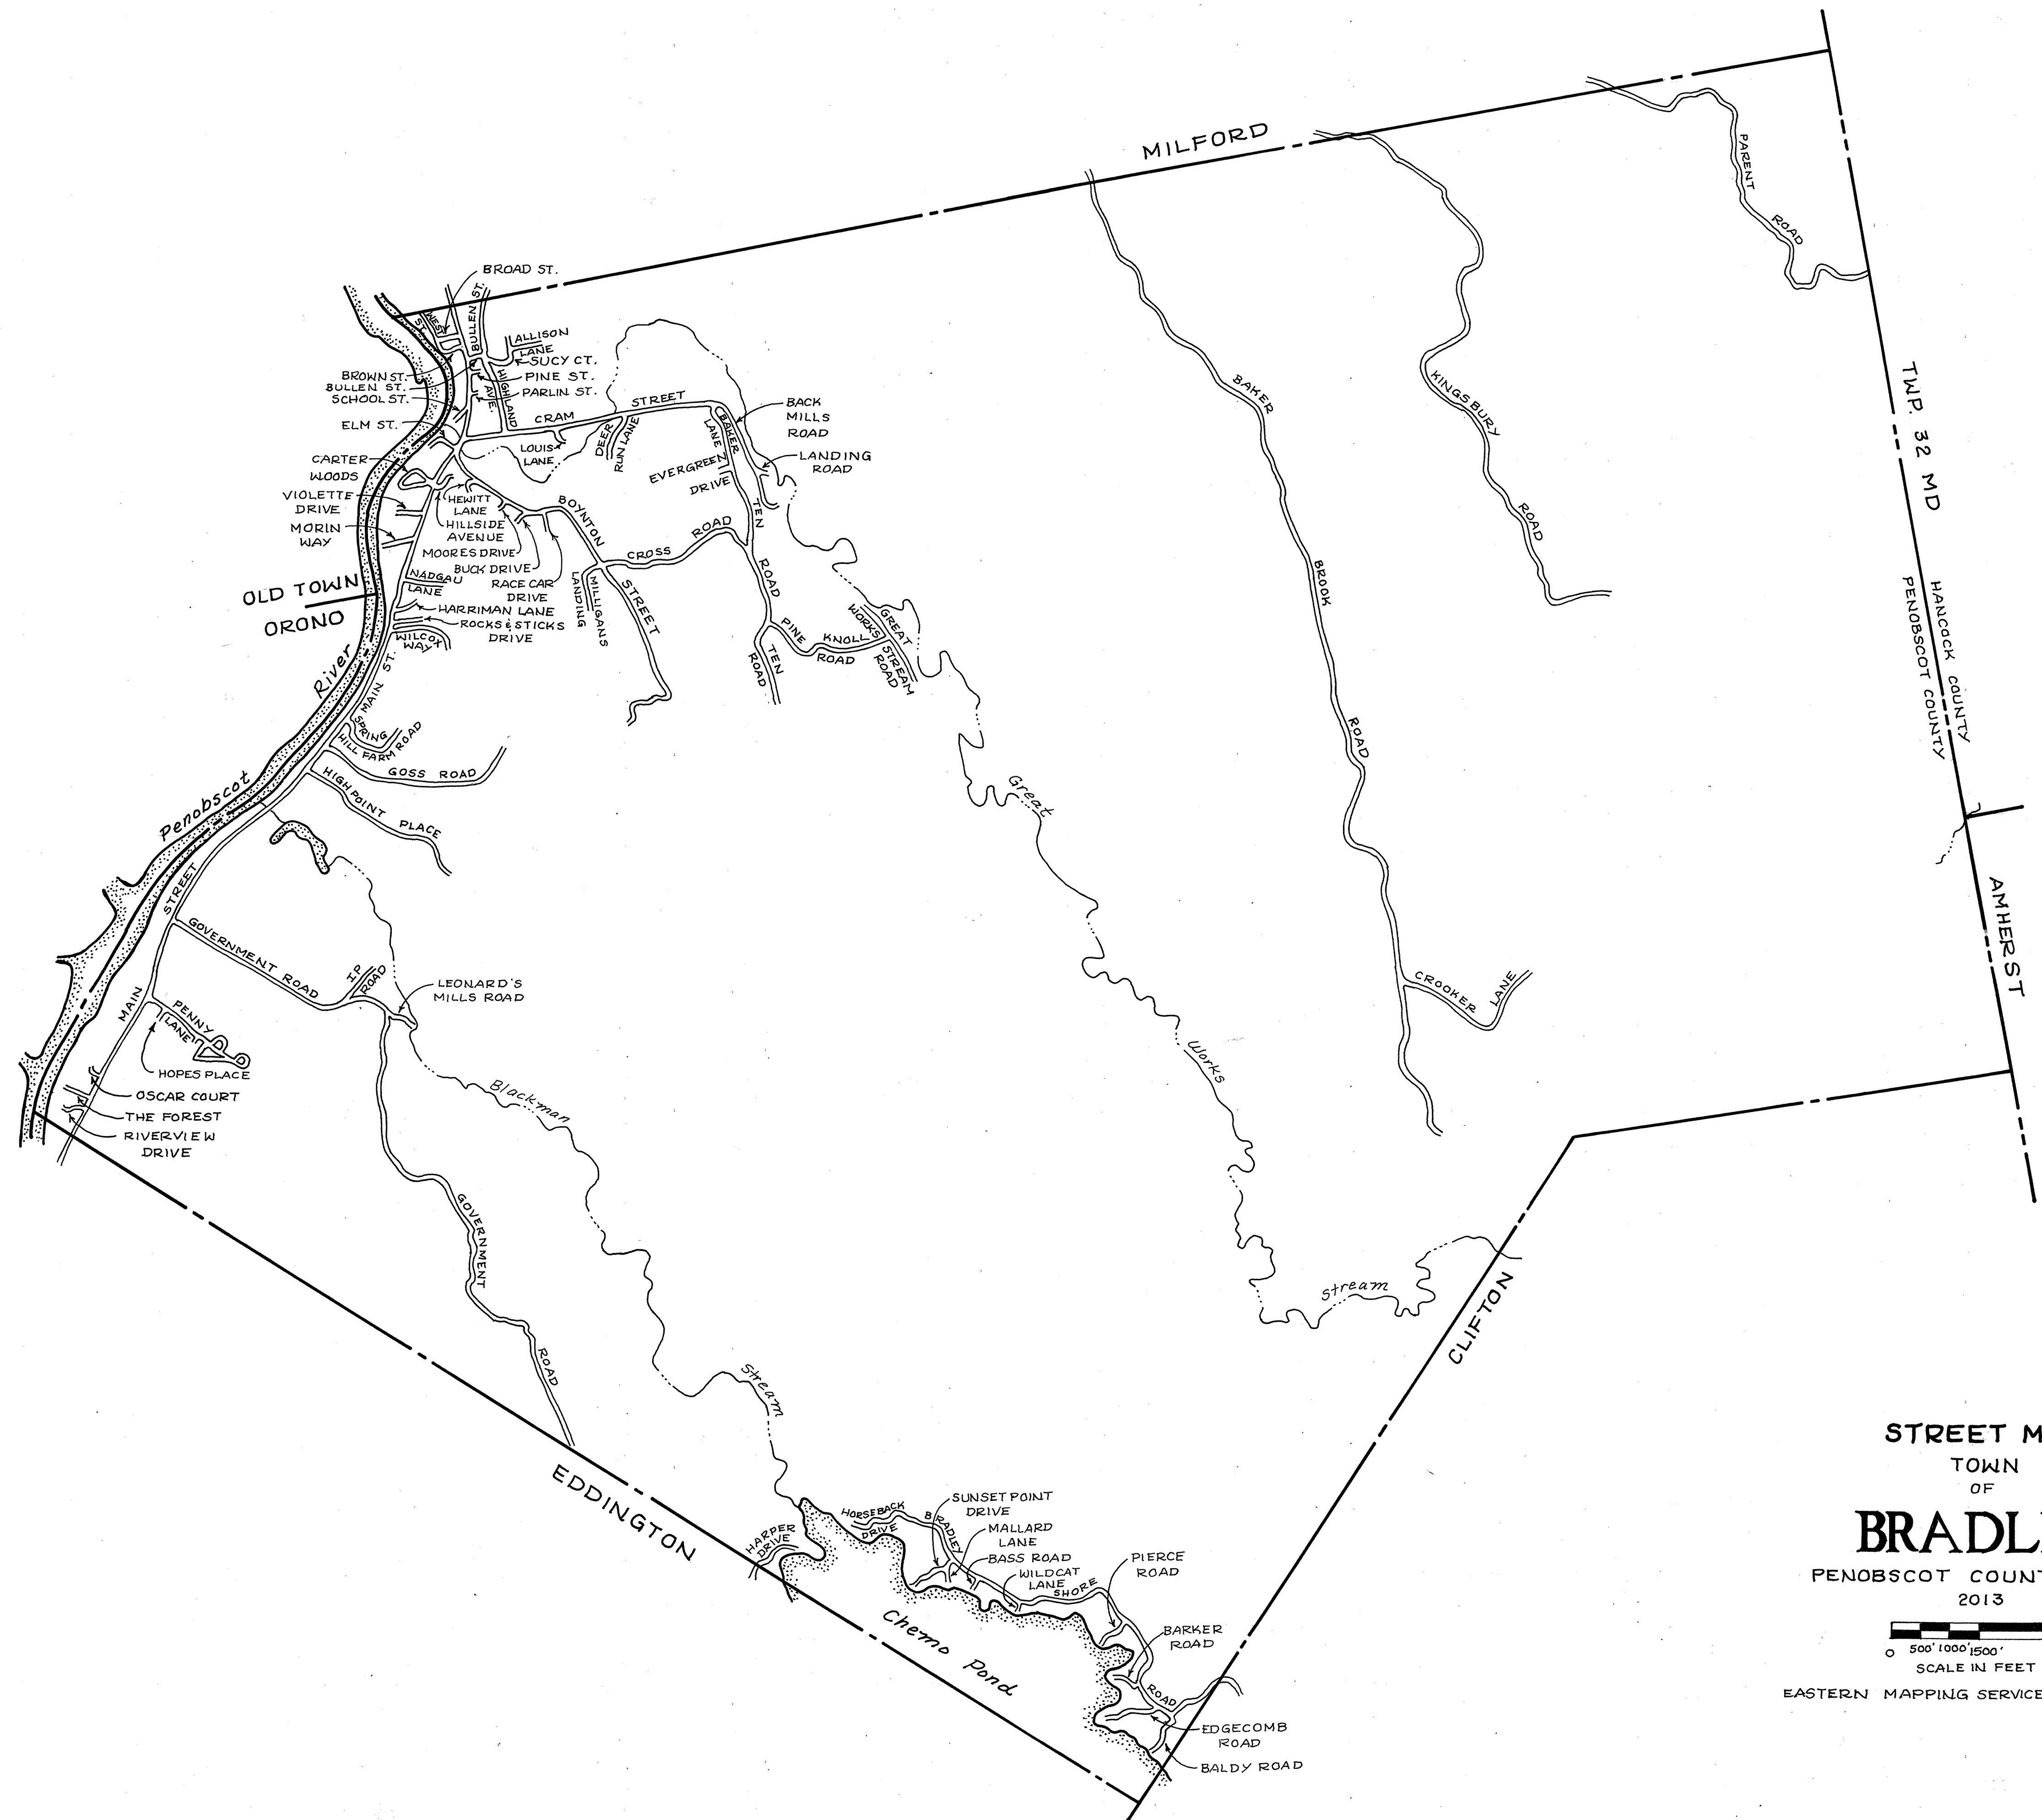 MILFORD
PARENT
ROAD
BROAD ST.
WEST
ST.
BULLEN ST.
ALLISON
LANE
SUCY CT.
BROWN ST.
BULLEN ST.
SCHOOL ST.
ELM ST.
PINE ST.
PARLIN ST.
HIGHLAND
AVE.
CRAM
STREET
LOUIS
LANE
DEER
RUN LANE
BAKER
LANE
BACK
MILLS
ROAD
EVERGREEN
DRIVE
LANDING
ROAD
CARTER
WOODS
VIOLETTE
DRIVE
MORIN
WAY
HEWITT
LANE
HILLSIDE
AVENUE
MOORES DRIVE
BUCK DRIVE
RACE CAR
DRIVE
BOYNTON
STREET
CROSS
ROAD
TEN
ROAD
MILLIGANS
LANDING
OLD TOWN
ORONO
NADGAU
LANE
HARRIMAN LANE
ROCKS & STICKS
DRIVE
WILCOX
WAY
PINE
KNOLL
ROAD
TEN
ROAD
GREAT
WORKS
STREAM
ROAD
BAKER
BROOK
ROAD
KINGSBURY
ROAD
TWP. 32 MD
HANCOCK COUNTY
PENOBSCOT COUNTY
Penobscot
River
MAIN ST.
SPRING
HILL FARM ROAD
GOSS ROAD
HIGHPOINT PLACE
Great
Works
Stream
AMHERST
MAIN
STREET
GOVERNMENT ROAD
IP
ROAD
LEONARD'S
MILLS ROAD
CROOKER
LANE
PENNY
LANE
HOPES PLACE
OSCAR COURT
THE FOREST
RIVERVIEW
DRIVE
Blackman
Stream
GOVERNMENT
ROAD
CLIFTON
EDDINGTON
HARPER
DRIVE
HORSEBACK
DRIVE
BRADLEY
SHORE
ROAD
SUNSET POINT
DRIVE
MALLARD
LANE
BASS ROAD
WILDCAT
LANE
PIERCE
ROAD
BARKER
ROAD
Chemo Pond
EDGECOMB
ROAD
BALDY ROAD
STREET M
TOWN
OF
BRADL
PENOBSCOT COUNT
2013
0 500' 1000' 1500'
SCALE IN FEET
EASTERN MAPPING SERVICE